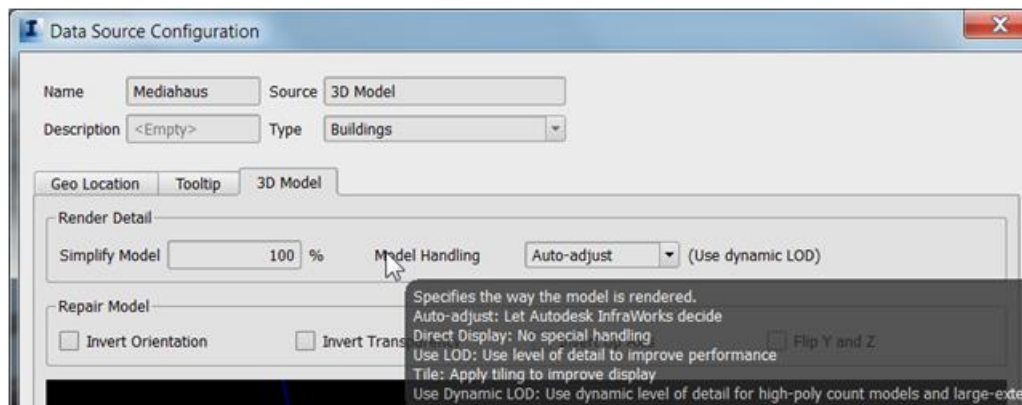 Data Source Configuration
Name Mediahaus Source 3D Model
Description <Empty> Type Buildings
Geo Location Tooltip 3D Model
Render Detail
Simplify Model 100 % Model Handling Auto-adjust (Use dynamic LOD)
Specifies the way the model is rendered.
Repair Model
Auto-adjust: Let Autodesk InfraWorks decide
Direct Display: No special handling
Invert Orientation Invert Flip Y and Z
Use LOD: Use level of detail to improve performance
Tile: Apply tiling to improve display
Use Dynamic LOD: Use dynamic level of detail for high-poly count models and